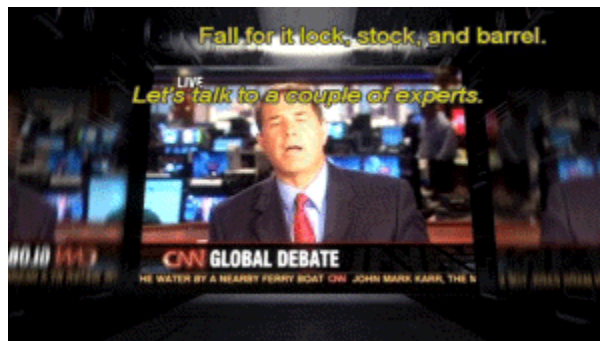 Fall for it lock, stock, and barrel.
LIVE
Let's talk to a couple of experts.
CNN GLOBAL DEBATE
HE WATER BY A NEARBY FERRY BOAT CNN JOHN MARK KARR, THE